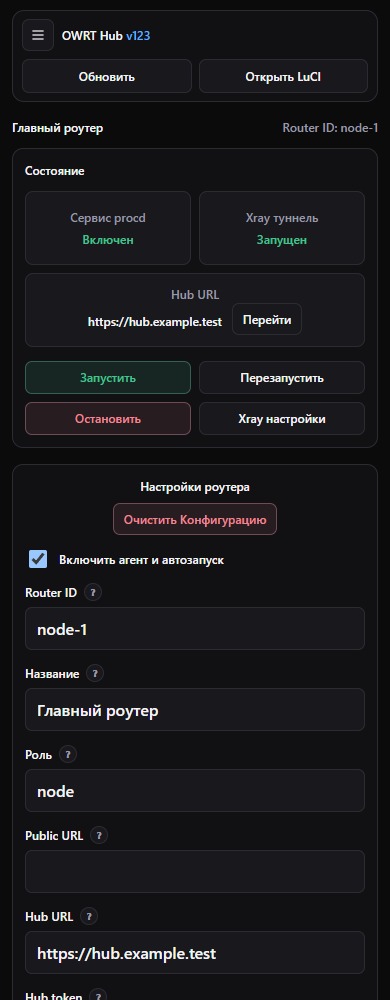 OWRT Hub v123
Обновить Открыть LuCI
Главный роутер Router ID: node-1
Состояние
Сервис procd Xray туннель
Включен Запущен
Hub URL
https://hub.example.test Перейти
Запустить Перезапустить
Остановить Xray настройки
Настройки роутера
Очистить Конфигурацию
Включить агент и автозапуск
Router ID ?
node-1
Название ?
Главный роутер
Роль ?
node
Public URL ?
Hub URL ?
https://hub.example.test
Hub token ?